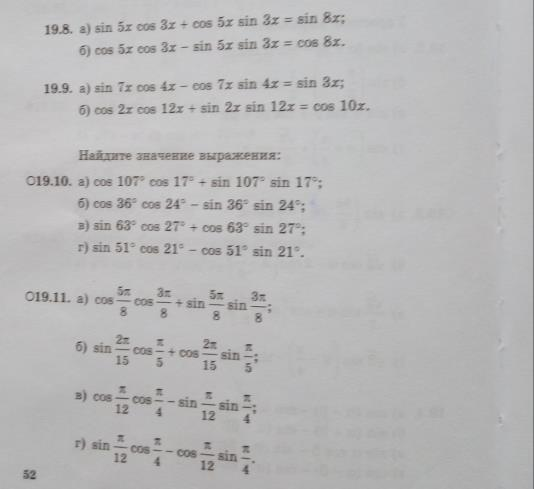 19.8. а) sin 5x cos 3x + cos 5x sin 3x = sin 8x;
б) cos 5x cos 3x − sin 5x sin 3x = cos 8x.
19.9. а) sin 7x cos 4x − cos 7x sin 4x = sin 3x;
б) cos 2x cos 12x + sin 2x sin 12x = cos 10x.
Найдите значение выражения:
О19.10. а) cos 107° cos 17° + sin 107° sin 17°;
б) cos 36° cos 24° − sin 36° sin 24°;
в) sin 63° cos 27° + cos 63° sin 27°;
г) sin 51° cos 21° − cos 51° sin 21°.
О19.11. а) cos 5π/8 cos 3π/8 + sin 5π/8 sin 3π/8;
б) sin 2π/15 cos π/5 + cos 2π/15 sin π/5;
в) cos π/12 cos π/4 − sin π/12 sin π/4;
г) sin π/12 cos π/4 − cos π/12 sin π/4.
52